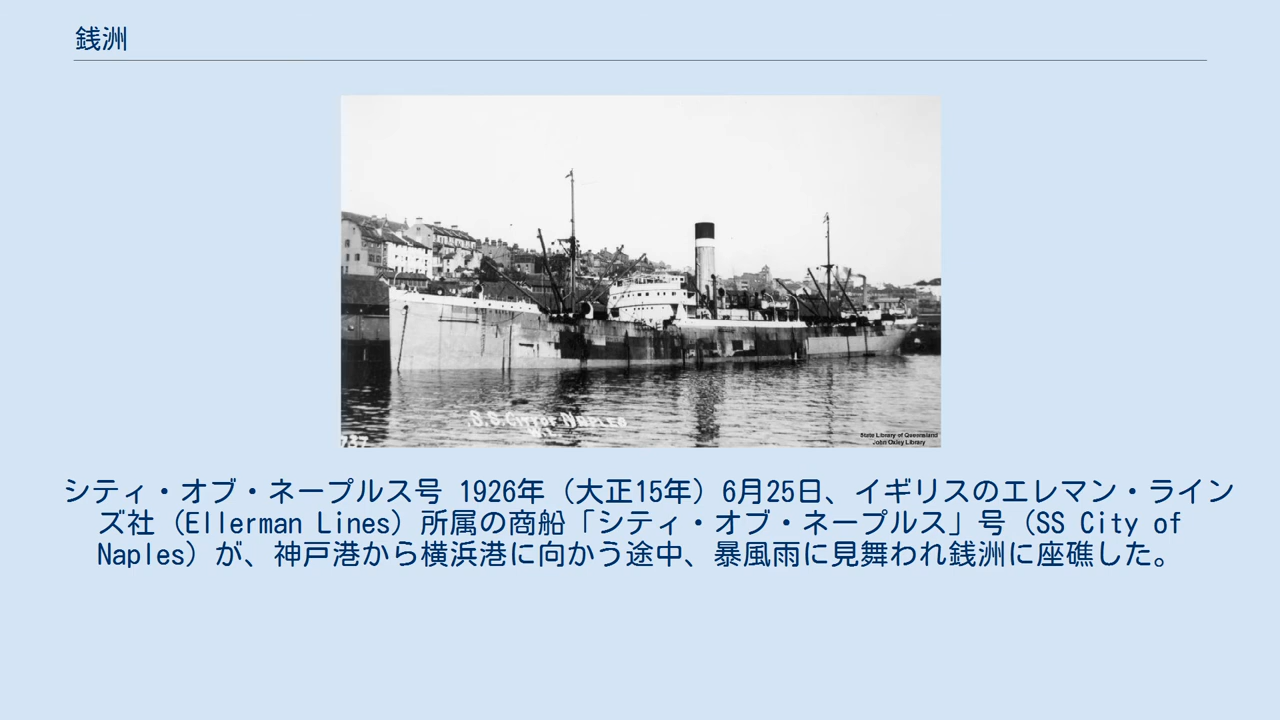 銭洲
S.S. City of Naples
737
State Library of Queensland
John Oxley Library
シティ・オブ・ネープルス号 1926年（大正15年）6月25日、イギリスのエレマン・ライン
ズ社（Ellerman Lines）所属の商船「シティ・オブ・ネープルス」号（SS City of
Naples）が、神戸港から横浜港に向かう途中、暴風雨に見舞われ銭洲に座礁した。